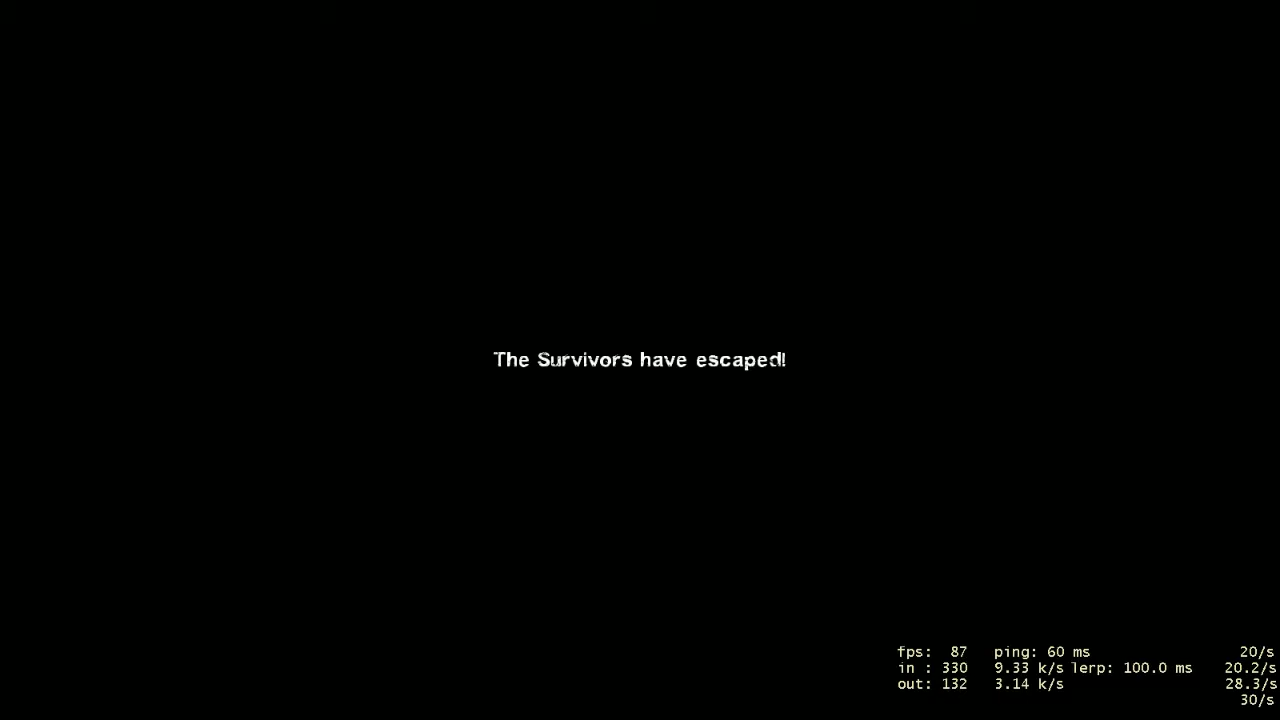 The Survivors have escaped!
fps: 87 ping: 60 ms 20/s
in : 330 9.33 k/s lerp: 100.0 ms 20.2/s
out: 132 3.14 k/s 28.3/s
30/s